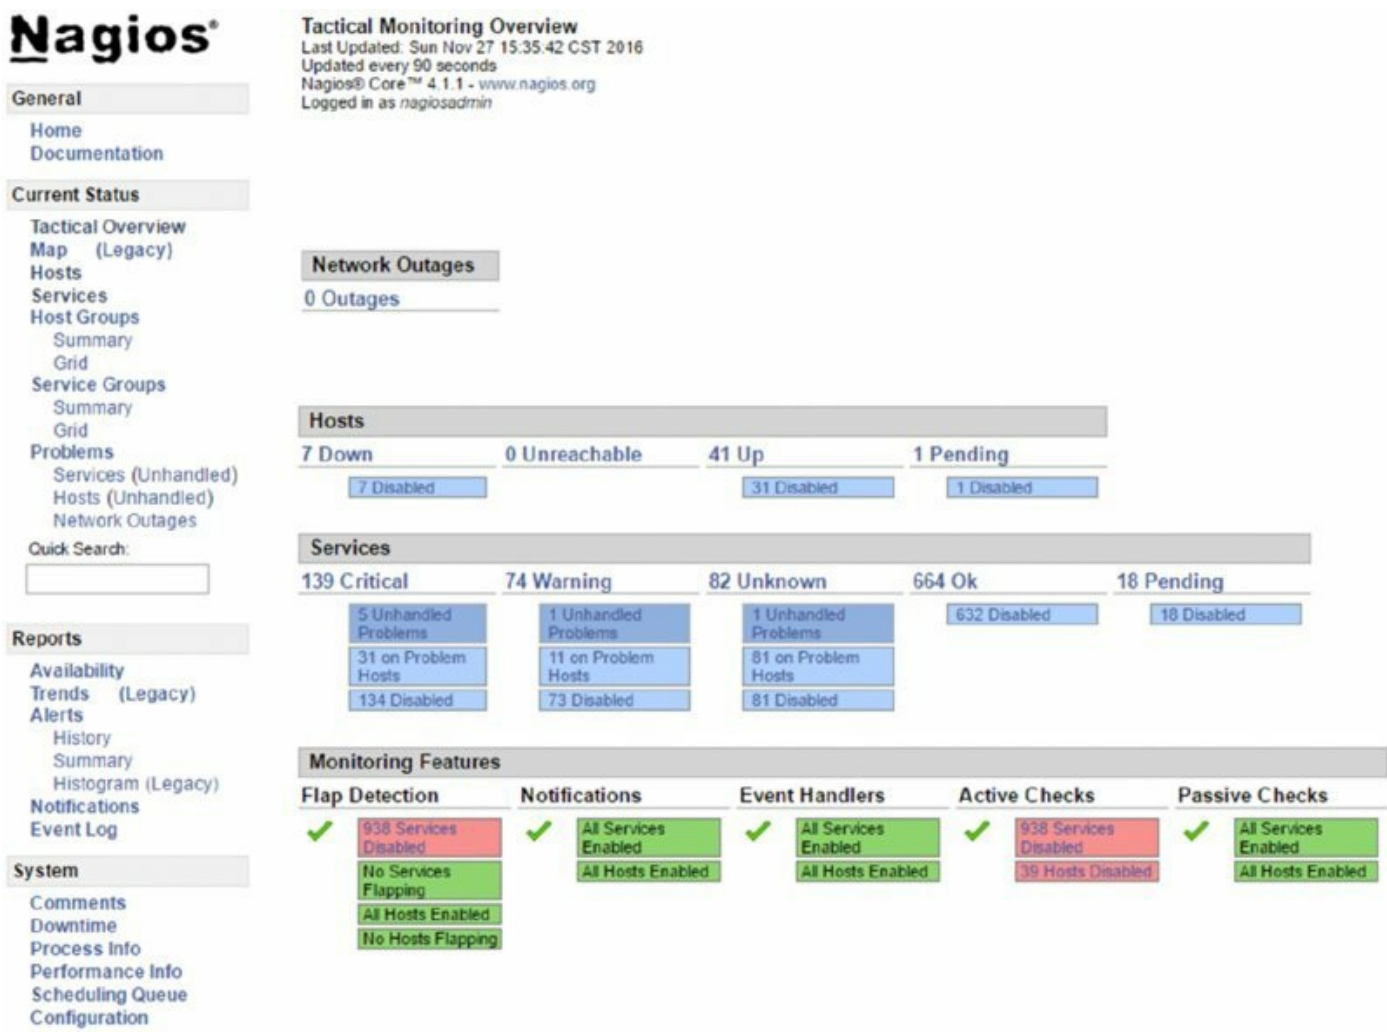 Nagios®
General
Home
Documentation
Current Status
Tactical Overview
Map (Legacy)
Hosts
Services
Host Groups
Summary
Grid
Service Groups
Summary
Grid
Problems
Services (Unhandled)
Hosts (Unhandled)
Network Outages
Quick Search:
Reports
Availability
Trends (Legacy)
Alerts
History
Summary
Histogram (Legacy)
Notifications
Event Log
System
Comments
Downtime
Process Info
Performance Info
Scheduling Queue
Configuration
Tactical Monitoring Overview
Last Updated: Sun Nov 27 15:35:42 CST 2016
Updated every 90 seconds
Nagios® Core™ 4.1.1 - www.nagios.org
Logged in as nagiosadmin
Network Outages
0 Outages
Hosts
7 Down 0 Unreachable 41 Up 1 Pending
7 Disabled 31 Disabled 1 Disabled
Services
139 Critical 74 Warning 82 Unknown 664 Ok 18 Pending
5 Unhandled 1 Unhandled 1 Unhandled 632 Disabled 18 Disabled
Problems Problems Problems
31 on Problem 11 on Problem 81 on Problem
Hosts Hosts Hosts
134 Disabled 73 Disabled 81 Disabled
Monitoring Features
Flap Detection Notifications Event Handlers Active Checks Passive Checks
938 Services All Services All Services 938 Services All Services
Disabled Enabled Enabled Disabled Enabled
No Services All Hosts Enabled All Hosts Enabled 39 Hosts Disabled All Hosts Enabled
Flapping
All Hosts Enabled
No Hosts Flapping